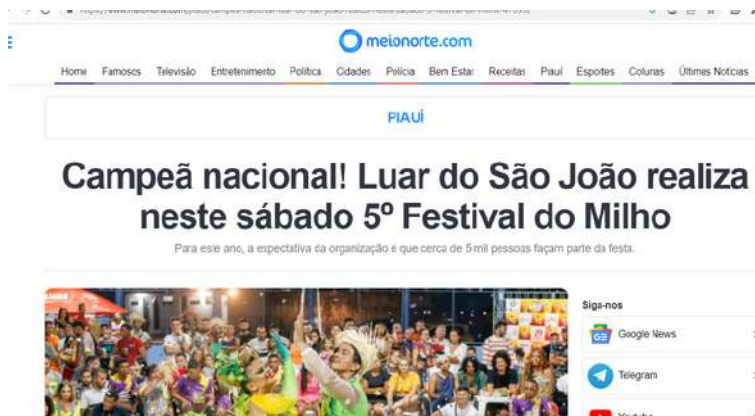 meionorte.com
Home Famosos Televisão Entretenimento Política Cidades Polícia Bem Estar Receitas Piauí Esportes Colunas Últimas Notícias
PIAUÍ
Campeã nacional! Luar do São João realiza
neste sábado 5º Festival do Milho
Para este ano, a expectativa da organização é que cerca de 5 mil pessoas façam parte da festa.
Siga-nos
Google News
Telegram
Youtube